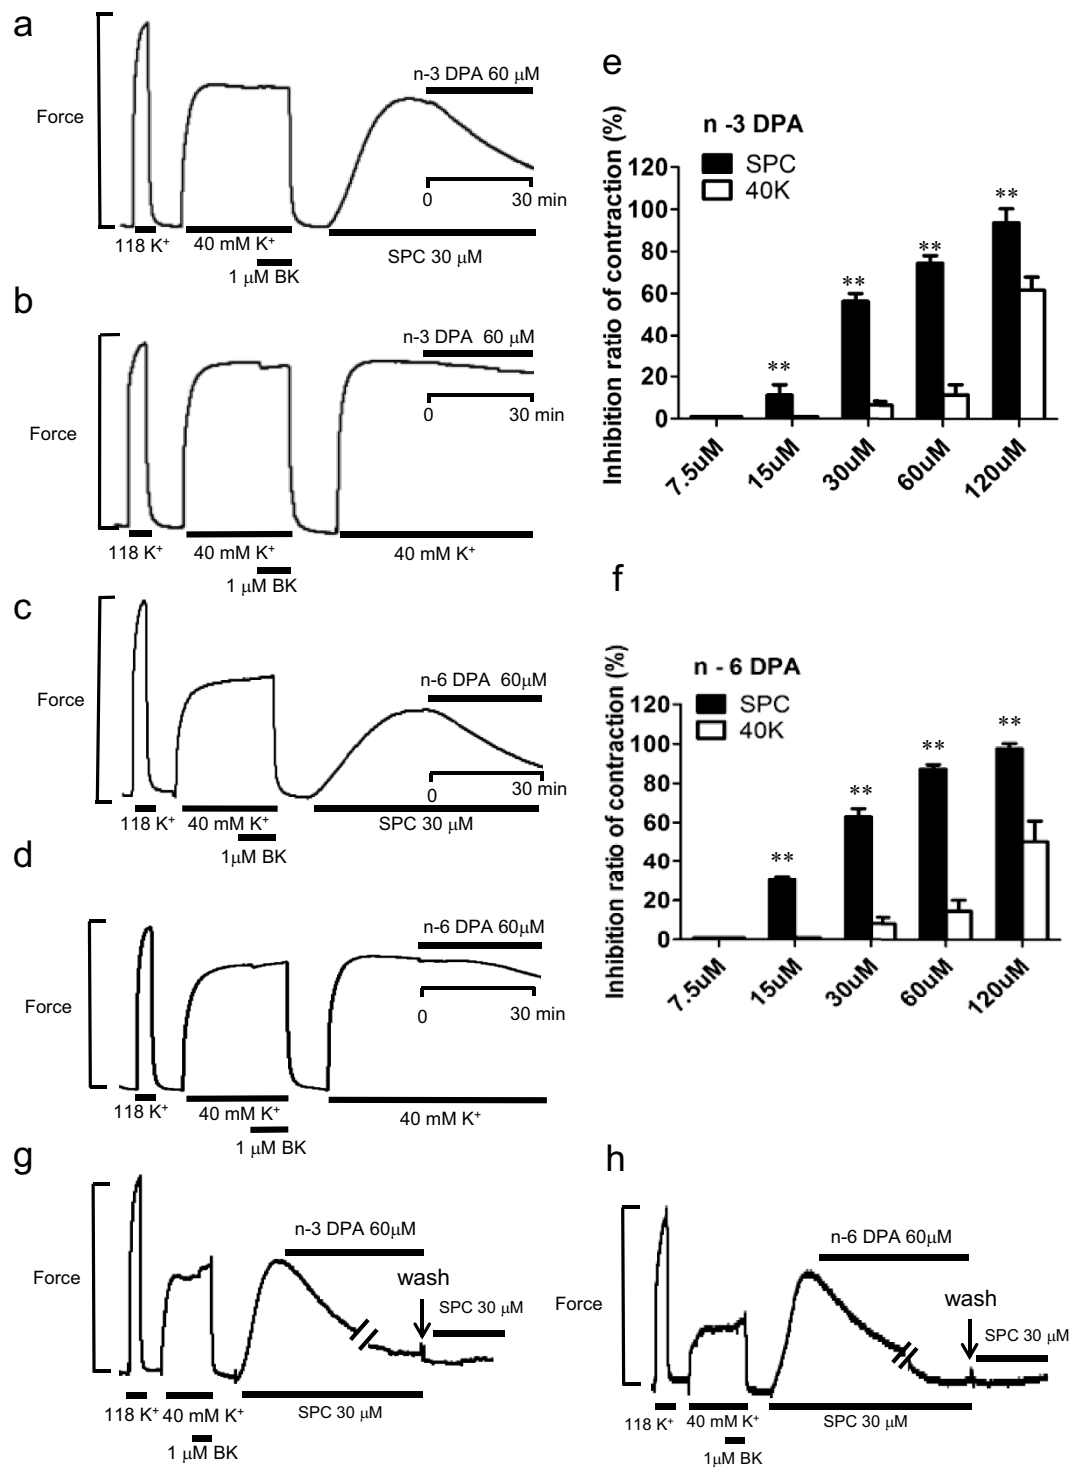 a
n-3 DPA 60 μM
Force
0 30 min
118 K⁺ 40 mM K⁺ SPC 30 μM
1 μM BK
b
n-3 DPA 60 μM
0 30 min
Force
118 K⁺ 40 mM K⁺ 40 mM K⁺
1 μM BK
c
n-6 DPA 60μM
Force
0 30 min
118 K⁺ 40 mM K⁺ SPC 30 μM
1μM BK
d
n-6 DPA 60μM
Force
0 30 min
118 K⁺ 40 mM K⁺ 40 mM K⁺
1 μM BK
e
Inhibition ratio of contraction (%)
n -3 DPA
SPC
40K
120
100
80
60
40
20
0
** ** ** **
7.5uM 15uM 30uM 60uM 120uM
f
Inhibition ratio of contraction (%)
n - 6 DPA
SPC
40K
120
100
80
60
40
20
0
** ** ** **
7.5uM 15uM 30uM 60uM 120uM
g
n-3 DPA 60μM
Force
wash
SPC 30 μM
118 K⁺ 40 mM K⁺ SPC 30 μM
1 μM BK
h
n-6 DPA 60μM
Force
wash
SPC 30 μM
118 K⁺ 40 mM K⁺ SPC 30 μM
1μM BK